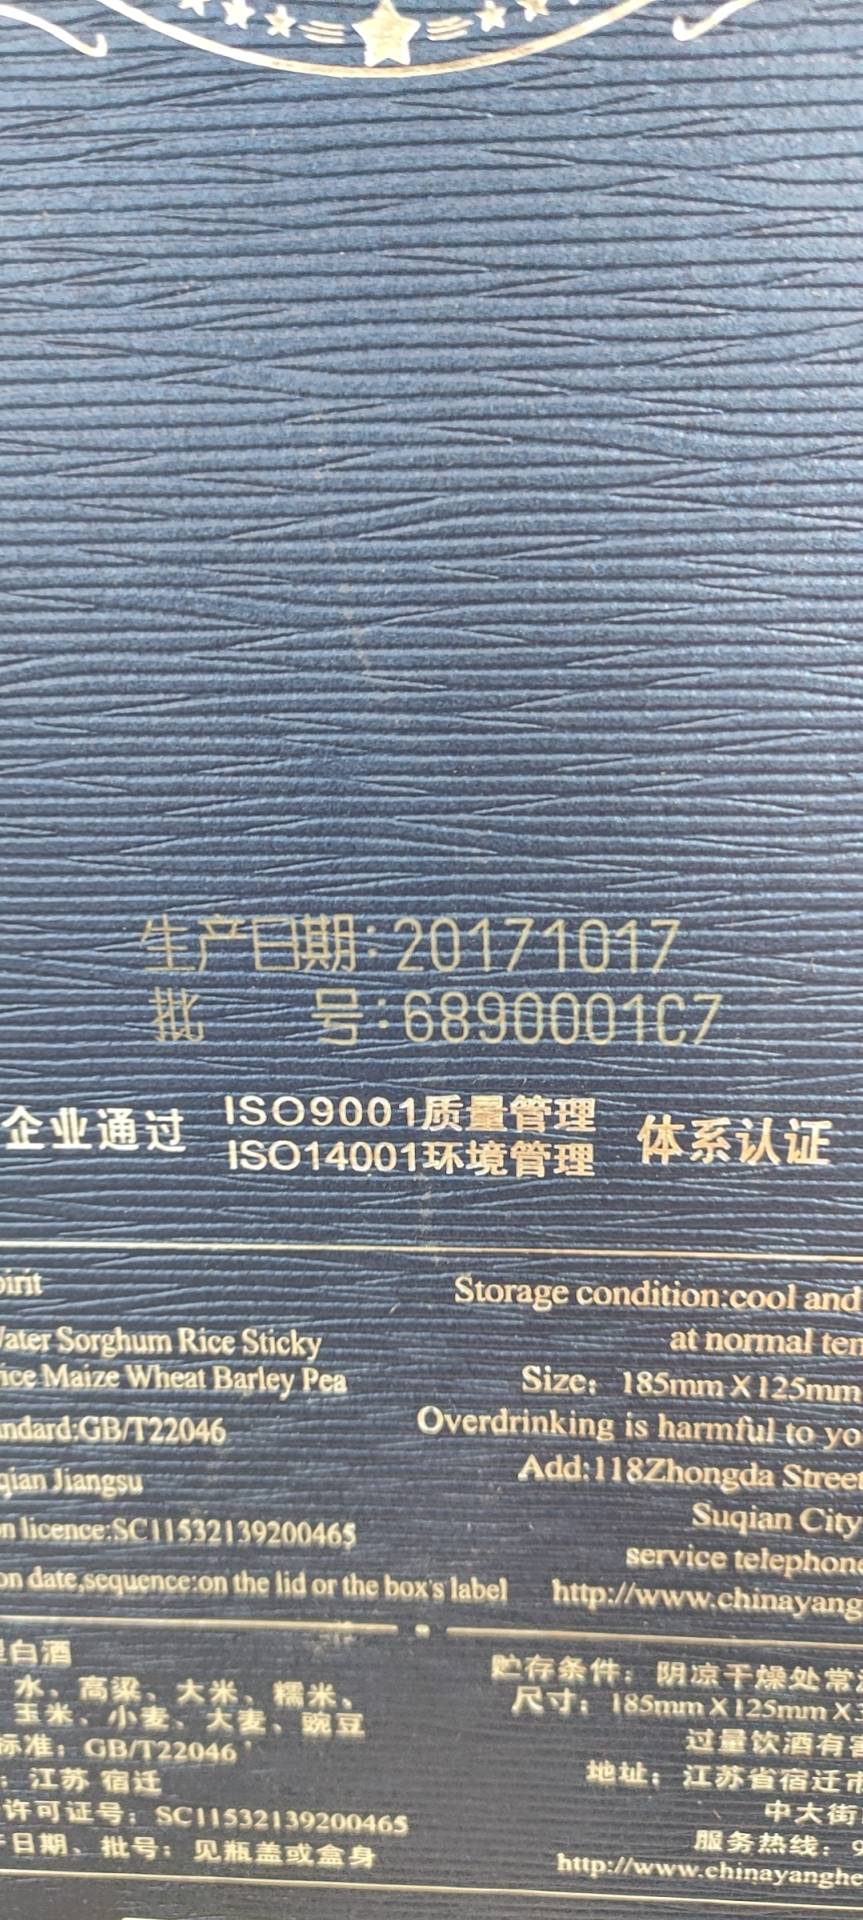 生产日期:20171017
批 号:6890001C7
企业通过 ISO9001质量管理 体系认证
ISO14001环境管理
Storage condition:cool and
Water Sorghum Rice Sticky
at normal
Rice Maize Wheat Barley Pea
Size: 185mm X 125mm
Overdrinking is harmful to
GB/T22046
Add:118Zhongda Street
Jiangsu
Suqian City
licence:SC11532139200465
service
date,sequence:on the lid or the box's label
http://www.chinayang
白酒
贮存条件: 阴凉干燥处常
水、高粱、大米、糯米、
玉米、小麦、大麦、豌豆
尺寸: 185mm X 125mm X
标准: GB/T22046
过量饮酒有害
: 江苏 宿迁
地址: 江苏省宿迁市
许可证号: SC11532139200465
中大街
日期、批号: 见瓶盖或盒身
服务热线: 9
http://www.chinayanghe